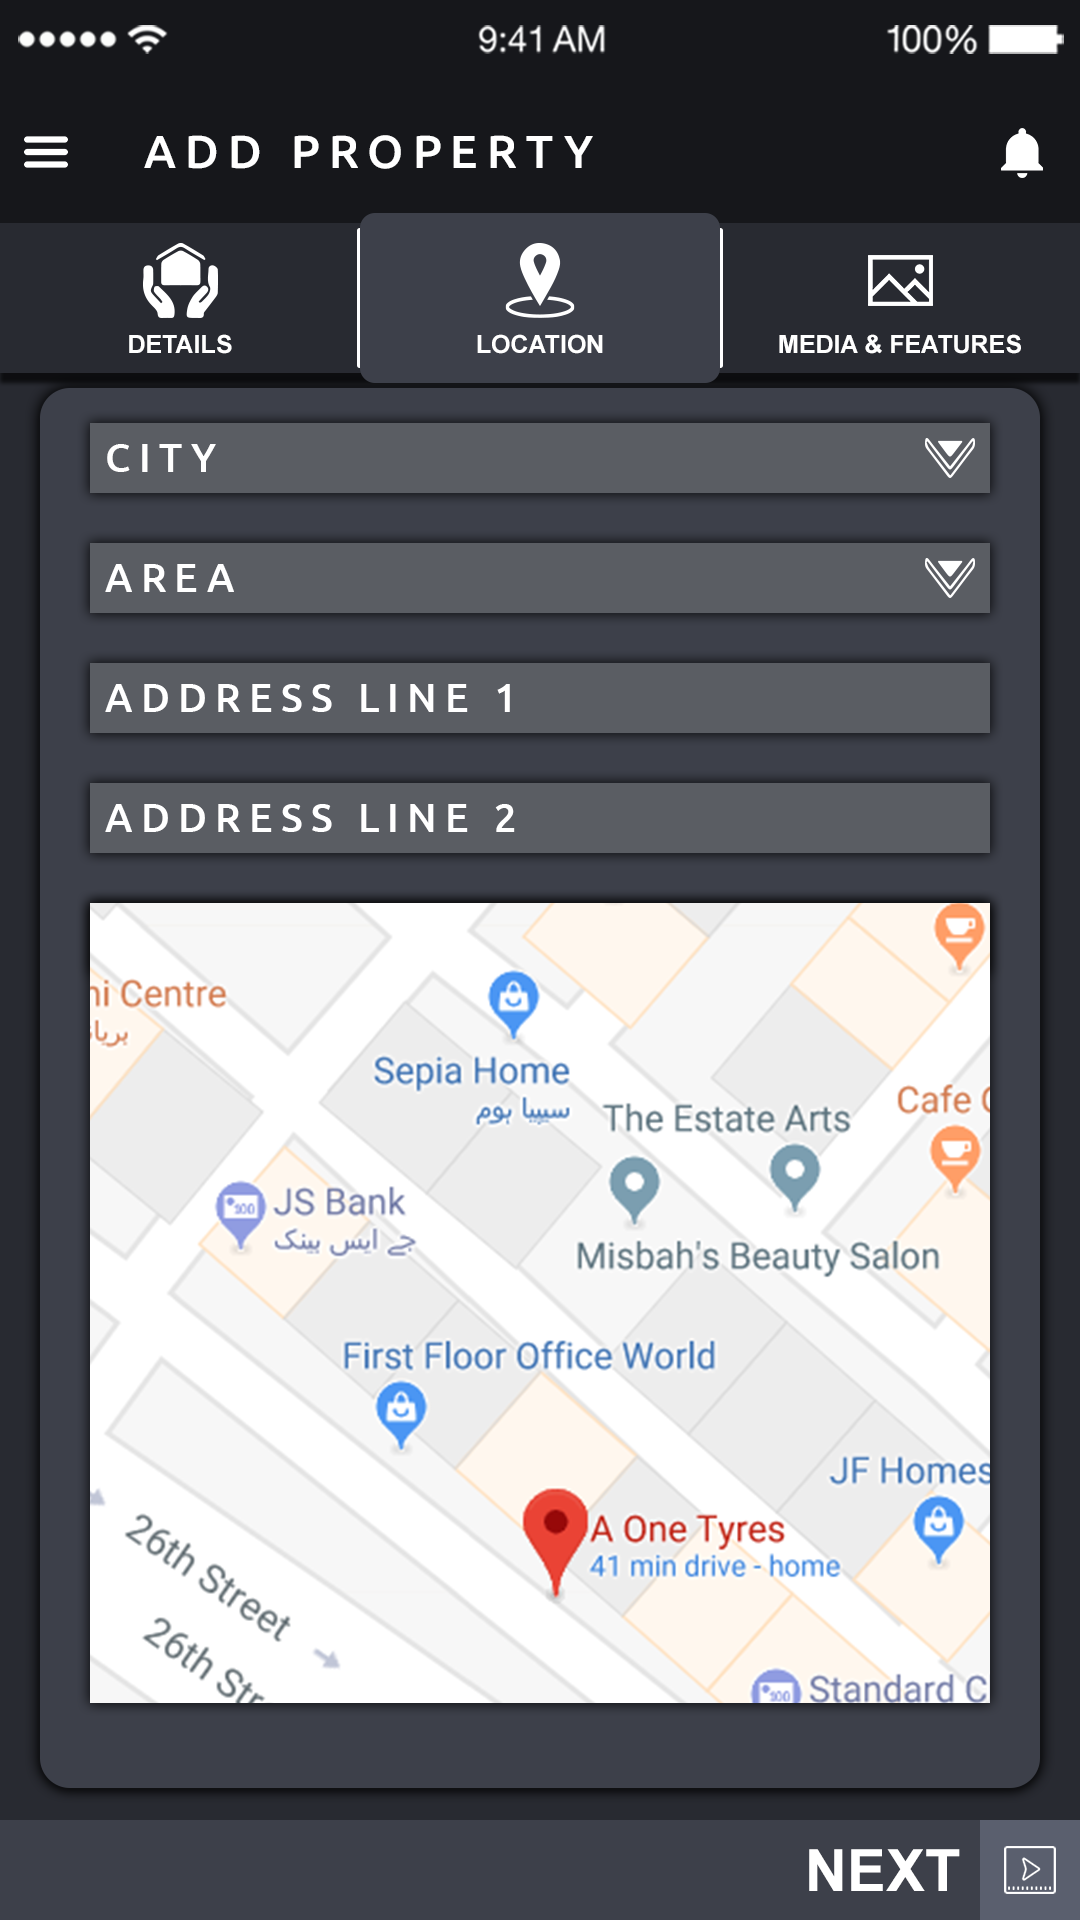 9:41 AM
100%
ADD PROPERTY
DETAILS
LOCATION
MEDIA & FEATURES
CITY
AREA
ADDRESS LINE 1
ADDRESS LINE 2
ni Centre
Sepia Home
سیپیا ہوم
The Estate Arts
Cafe
JS Bank
جے ایس بینک
Misbah's Beauty Salon
First Floor Office World
JF Homes
A One Tyres
41 min drive - home
26th Street
26th Str
Standard C
NEXT